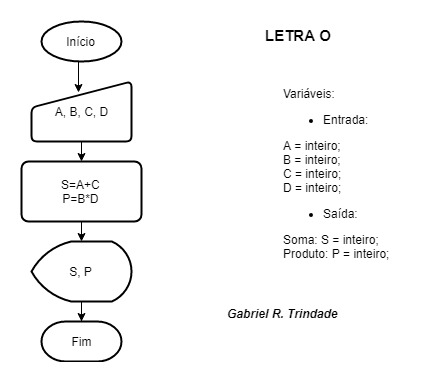 Início
A, B, C, D
S=A+C
P=B*D
S, P
Fim
LETRA O
Variáveis:
• Entrada:
A = inteiro;
B = inteiro;
C = inteiro;
D = inteiro;
• Saída:
Soma: S = inteiro;
Produto: P = inteiro;
Gabriel R. Trindade